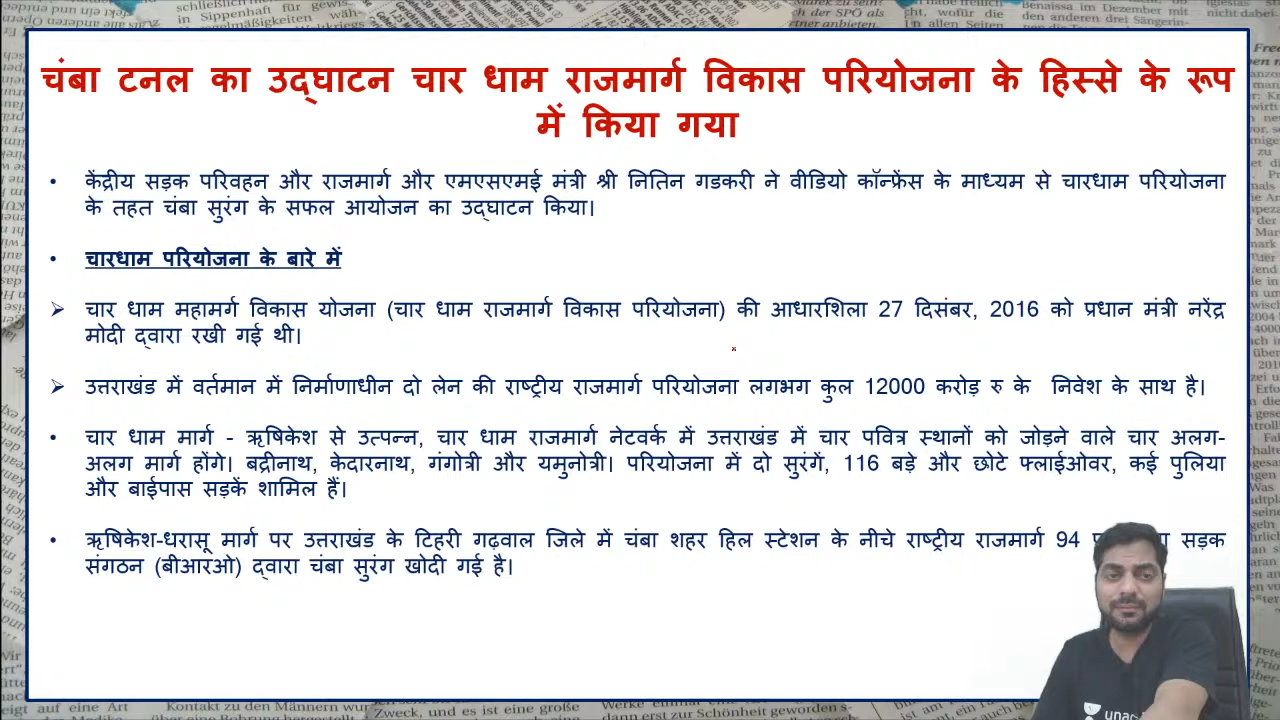 चंबा टनल का उद्घाटन चार धाम राजमार्ग विकास परियोजना के हिस्से के रूप
में किया गया
• केंद्रीय सड़क परिवहन और राजमार्ग और एमएसएमई मंत्री श्री नितिन गडकरी ने वीडियो कॉन्फ्रेंस के माध्यम से चारधाम परियोजना
के तहत चंबा सुरंग के सफल आयोजन का उद्घाटन किया।
• चारधाम परियोजना के बारे में
➢ चार धाम महामर्ग विकास योजना (चार धाम राजमार्ग विकास परियोजना) की आधारशिला 27 दिसंबर, 2016 को प्रधान मंत्री नरेंद्र
मोदी द्वारा रखी गई थी।
➢ उत्तराखंड में वर्तमान में निर्माणाधीन दो लेन की राष्ट्रीय राजमार्ग परियोजना लगभग कुल 12000 करोड़ रु के निवेश के साथ है।
• चार धाम मार्ग - ऋषिकेश से उत्पन्न, चार धाम राजमार्ग नेटवर्क में उत्तराखंड में चार पवित्र स्थानों को जोड़ने वाले चार अलग-
अलग मार्ग होंगे। बद्रीनाथ, केदारनाथ, गंगोत्री और यमुनोत्री। परियोजना में दो सुरंगें, 116 बड़े और छोटे फ्लाईओवर, कई पुलिया
और बाईपास सड़कें शामिल हैं।
• ऋषिकेश-धरासू मार्ग पर उत्तराखंड के टिहरी गढ़वाल जिले में चंबा शहर हिल स्टेशन के नीचे राष्ट्रीय राजमार्ग 94 सड़क
संगठन (बीआरओ) द्वारा चंबा सुरंग खोदी गई है।